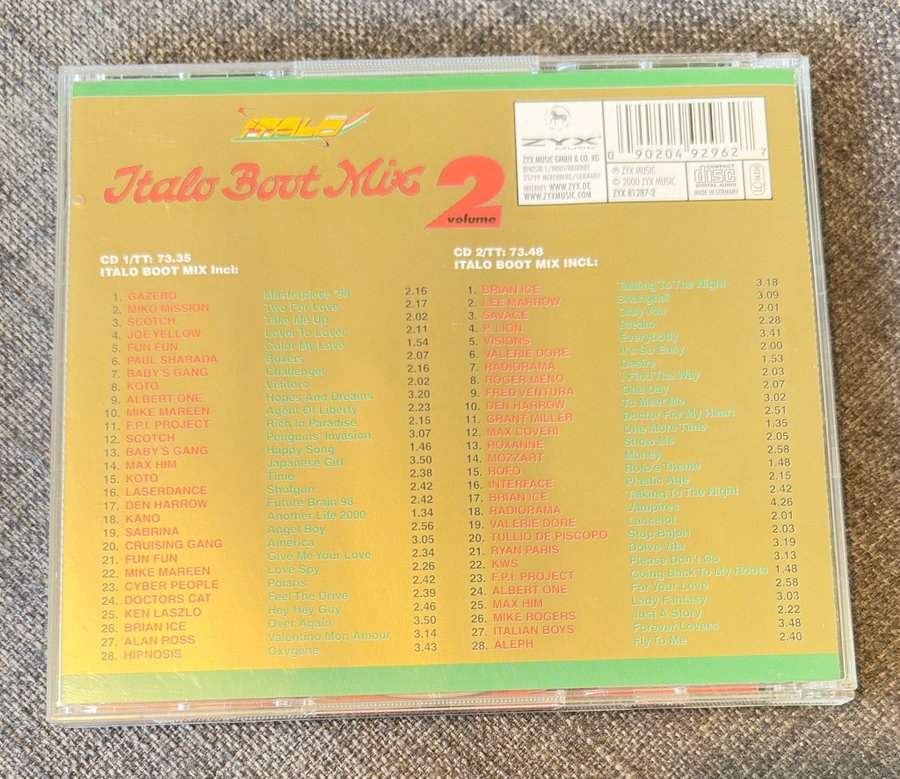 ITALO
Italo Boot Mix
2
volume
ZYX
MUSIC
ZYX MUSIC GMBH & CO. KG
BENZSTR. 1/INDUSTRIEGEBIET
35799 MERENBERG/GERMANY
INTERNET: WWW.ZYX.DE
WWW.ZYXMUSIC.COM
0 90204 92962 7
℗ ZYX MUSIC
© 2000 ZYX MUSIC
ZYX 81287-2
COMPACT
disc
DIGITAL AUDIO
MADE IN GERMANY
CD 1/TT: 73.35
ITALO BOOT MIX Incl:
1. GAZEBO Masterpiece '98 2.16
2. MIKO MISSION Two For Love 2.17
3. SCOTCH Take Me Up 2.02
4. JOE YELLOW Lover To Lover 2.11
5. FUN FUN Color My Love 1.54
6. PAUL SHARADA Boxers 2.07
7. BABY'S GANG Challenger 2.16
8. KOTO Visitors 2.02
9. ALBERT ONE Hopes And Dreams 3.20
10. MIKE MAREEN Agent Of Liberty 2.23
11. F.P.I. PROJECT Rich In Paradise 2.15
12. SCOTCH Penguins' Invasion 3.07
13. BABY'S GANG Happy Song 1.46
14. MAX HIM Japanese Girl 3.50
15. KOTO Time 2.38
16. LASERDANCE Shotgun 2.42
17. DEN HARROW Future Brain 98 2.42
18. KANO Another Life 2000 1.34
19. SABRINA Angel Boy 2.56
20. CRUISING GANG America 3.05
21. FUN FUN Give Me Your Love 2.34
22. MIKE MAREEN Love Spy 2.26
23. CYBER PEOPLE Polaris 2.42
24. DOCTORS CAT Feel The Drive 2.39
25. KEN LASZLO Hey Hey Guy 2.46
26. BRIAN ICE Over Again 3.50
27. ALAN ROSS Valentino Mon Amour 3.14
28. HIPNOSIS Oxygene 3.43
CD 2/TT: 73.48
ITALO BOOT MIX INCL:
1. BRIAN ICE Talking To The Night 3.18
2. LEE MARROW Shanghai 3.09
3. SAVAGE Only You 2.01
4. P. LION Dream 2.28
5. VISIONS Everybody 3.41
6. VALERIE DORE It's So Easy 2.00
7. RADIORAMA Desire 1.53
8. ROGER MENO I Find The Way 2.03
9. FRED VENTURA One Day 2.07
10. DEN HARROW To Meet Me 3.02
11. GRANT MILLER Doctor For My Heart 2.51
12. MAX COVERI One More Time 1.35
13. ROXANNE Show Me 2.05
14. MOZZART Money 2.58
15. ROFO Rofo's Theme 1.48
16. INTERFACE Plastic Age 2.15
17. BRIAN ICE Talking To The Night 2.42
18. RADIORAMA Vampires 4.26
19. VALERIE DORE Lancelot 2.01
20. TULLIO DE PISCOPO Stop Bajon 2.03
21. RYAN PARIS Dolve Vita 3.19
22. KWS Please Don't Go 3.13
23. F.P.I. PROJECT Going Back To My Roots 1.48
24. ALBERT ONE For Your Love 2.58
25. MAX HIM Lady Fantasy 3.03
26. MIKE ROGERS Just A Story 2.22
27. ITALIAN BOYS Forever Lovers 3.48
28. ALEPH Fly To Me 2.40